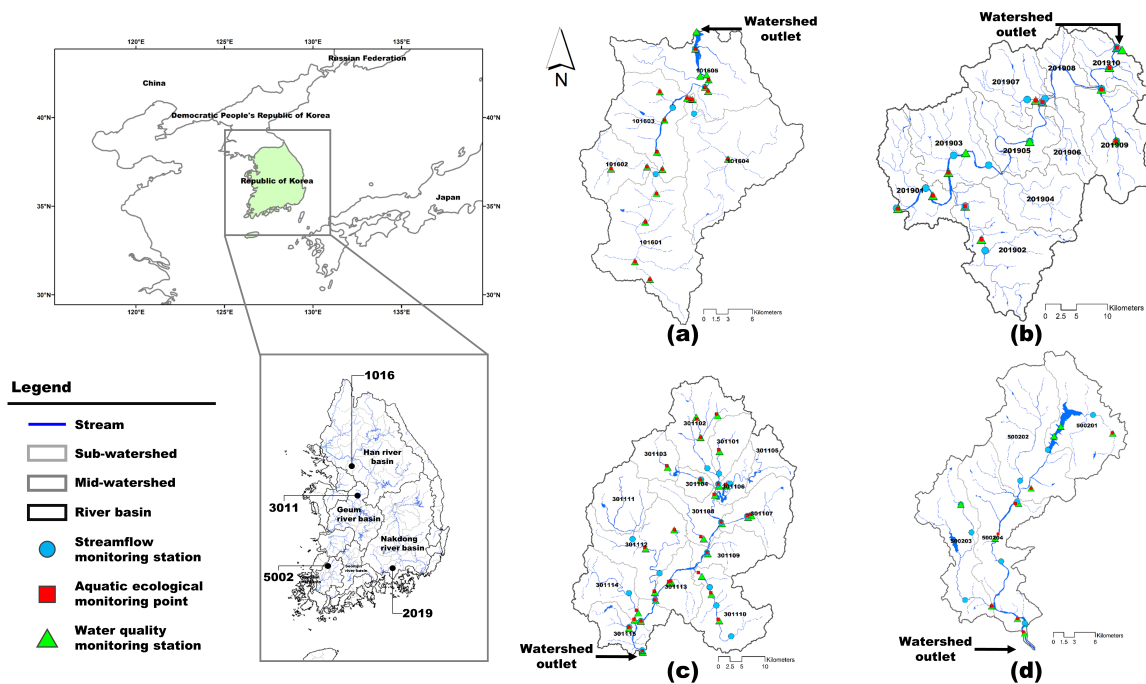 Russian Federation
China
Democratic People's Republic of Korea
Republic of Korea
Japan
40°N
35°N
30°N
40°N
35°N
30°N
120°E
125°E
130°E
135°E
120°E
125°E
130°E
135°E
Legend
Stream
Sub-watershed
Mid-watershed
River basin
Streamflow
monitoring station
Aquatic ecological
monitoring point
Water quality
monitoring station
1016
Han river
basin
3011
Geum
river basin
Nakdong
river basin
5002
river basin
2019
N
Watershed
outlet
101605
101603
101602
101604
101601
0 1.5 3 6
Kilometers
(a)
Watershed
outlet
201910
201908
201907
201909
201903
201905
201906
201901
201904
201902
0 2.5 5 10
Kilometers
(b)
301102
301101
301103
301105
301104
301106
301111
301108
301107
301112
301109
301114
301113
301110
301115
Watershed
outlet
0 2.5 5 10
Kilometers
(c)
500201
500202
500203
500204
Watershed
outlet
0 1.5 3 6
Kilometers
(d)